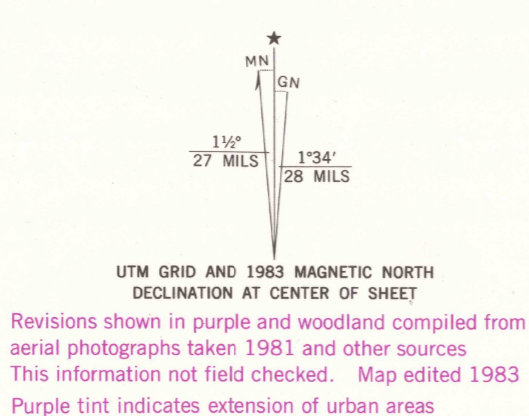 MN
GN
1½°
27 MILS
1°34′
28 MILS
UTM GRID AND 1983 MAGNETIC NORTH
DECLINATION AT CENTER OF SHEET
Revisions shown in purple and woodland compiled from
aerial photographs taken 1981 and other sources
This information not field checked. Map edited 1983
Purple tint indicates extension of urban areas